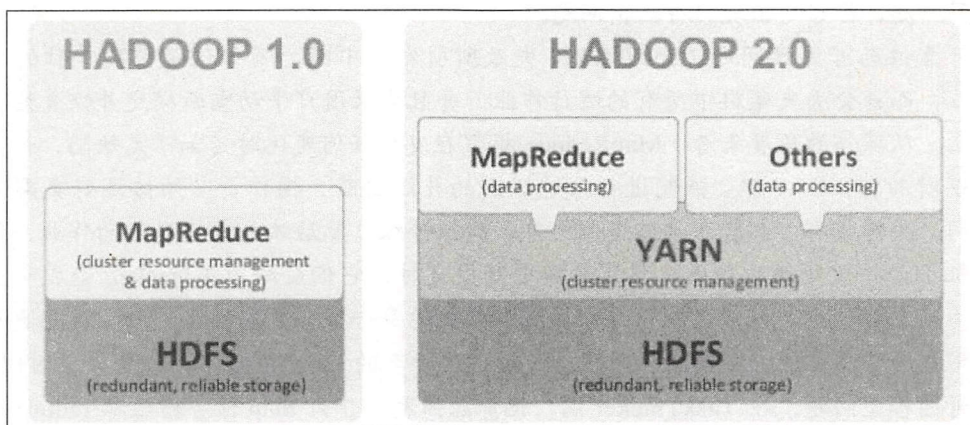 HADOOP 1.0
MapReduce
(cluster resource management
& data processing)
HDFS
(redundant, reliable storage)
HADOOP 2.0
MapReduce
(data processing)
Others
(data processing)
YARN
(cluster resource management)
HDFS
(redundant, reliable storage)